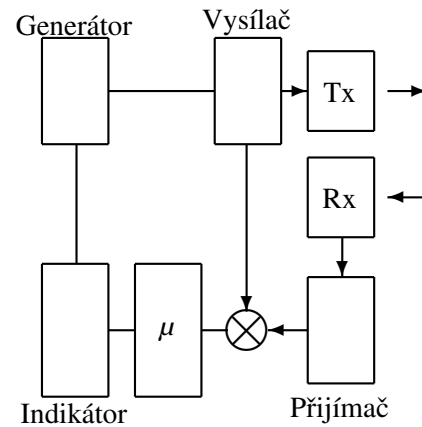 Generátor
Vysílač
Tx
Rx
μ
Indikátor
Přijímač